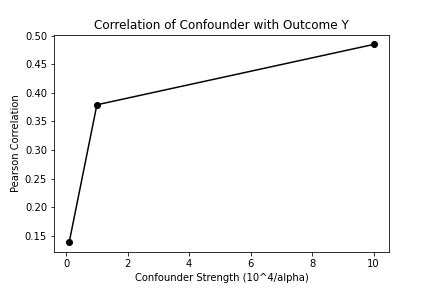 Correlation of Confounder with Outcome Y
0.50
0.45
0.40
0.35
0.30
0.25
0.20
0.15
Pearson Correlation
0 2 4 6 8 10
Confounder Strength (10^4/alpha)